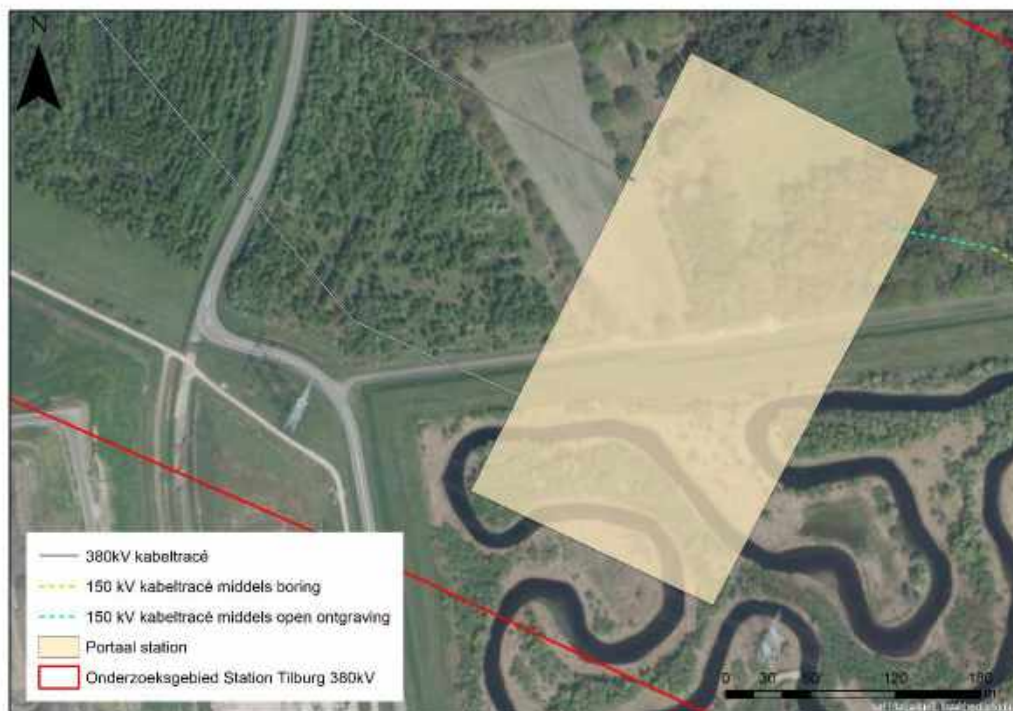 N
380kV kabeltracé
150 kV kabeltracé middels boring
150 kV kabeltracé middels open ontgraving
Portaal station
Onderzoeksgebied Station Tilburg 380kV
0 30 60 120 180
m